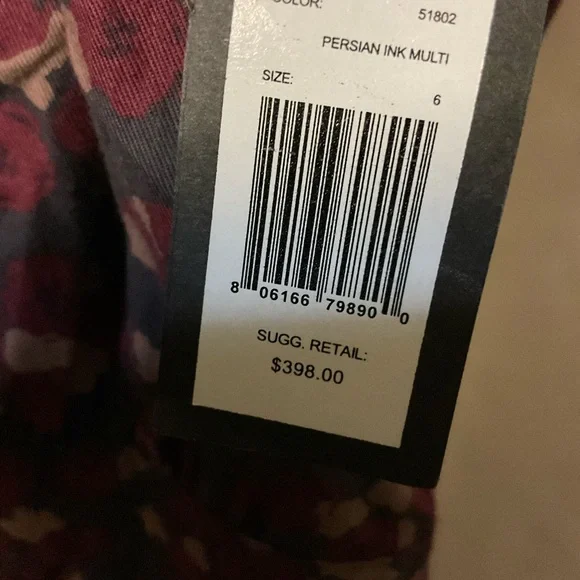 COLOR:
51802
PERSIAN INK MULTI
SIZE:
6
8 06166 79890 0
SUGG. RETAIL:
$398.00